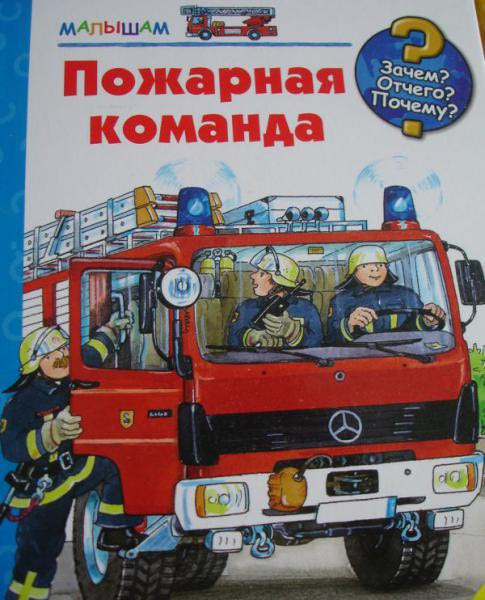 МАЛЫШАМ
Зачем?
Отчего?
Почему?
Пожарная
команда